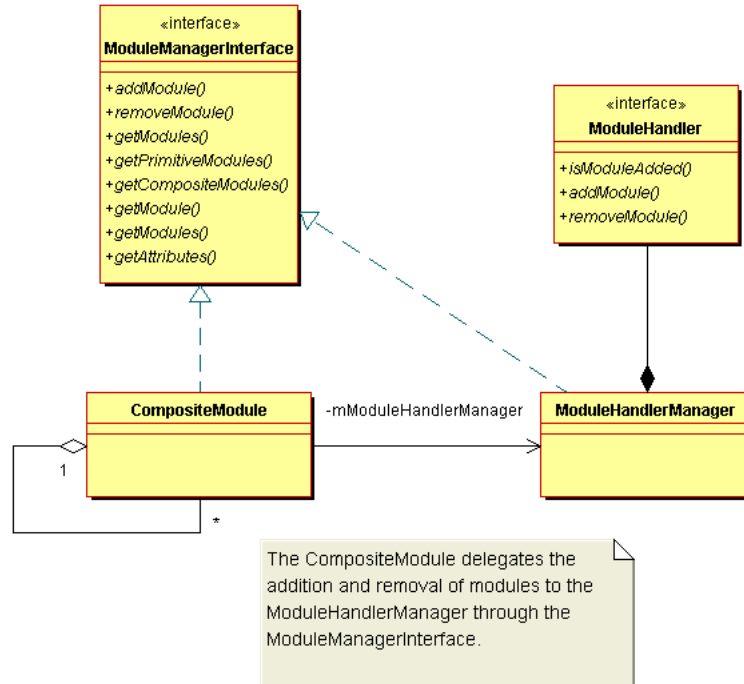 «interface»
ModuleManagerInterface
+addModule()
+removeModule()
+getModules()
+getPrimitiveModules()
+getCompositeModules()
+getModule()
+getModules()
+getAttributes()
«interface»
ModuleHandler
+isModuleAdded()
+addModule()
+removeModule()
CompositeModule
-mModuleHandlerManager
ModuleHandlerManager
1
*
The CompositeModule delegates the
addition and removal of modules to the
ModuleHandlerManager through the
ModuleManagerInterface.